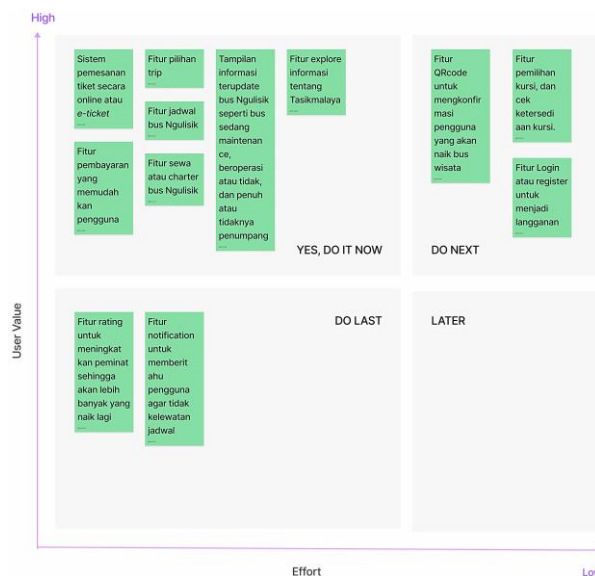 High
Sistem
pemesanan
tiket secara
online atau
e-ticket
Fitur
pembayaran
yang
memudah
kan
pengguna
Fitur pilihan
trip
Fitur jadwal
bus Ngulisik
Fitur sewa
atau charter
bus Ngulisik
Tampilan
informasi
terupdate
bus Ngulisik
seperti bus
sedang
maintenan
ce,
beroperasi
atau tidak,
dan penuh
atau
tidaknya
penumpang
Fitur explore
informasi
tentang
Tasikmalaya
YES, DO IT NOW
Fitur
QRcode
untuk
mengkonfir
masi
pengguna
yang akan
naik bus
wisata
Fitur
pemilihan
kursi, dan
cek
ketersedi
aan kursi.
Fitur Login
atau register
untuk
menjadi
langganan
DO NEXT
User Value
Fitur rating
untuk
meningkat
kan peminat
sehingga
akan lebih
banyak yang
naik lagi
Fitur
notification
untuk
memberit
ahu
pengguna
agar tidak
kelewatan
jadwal
DO LAST
LATER
Effort
Low